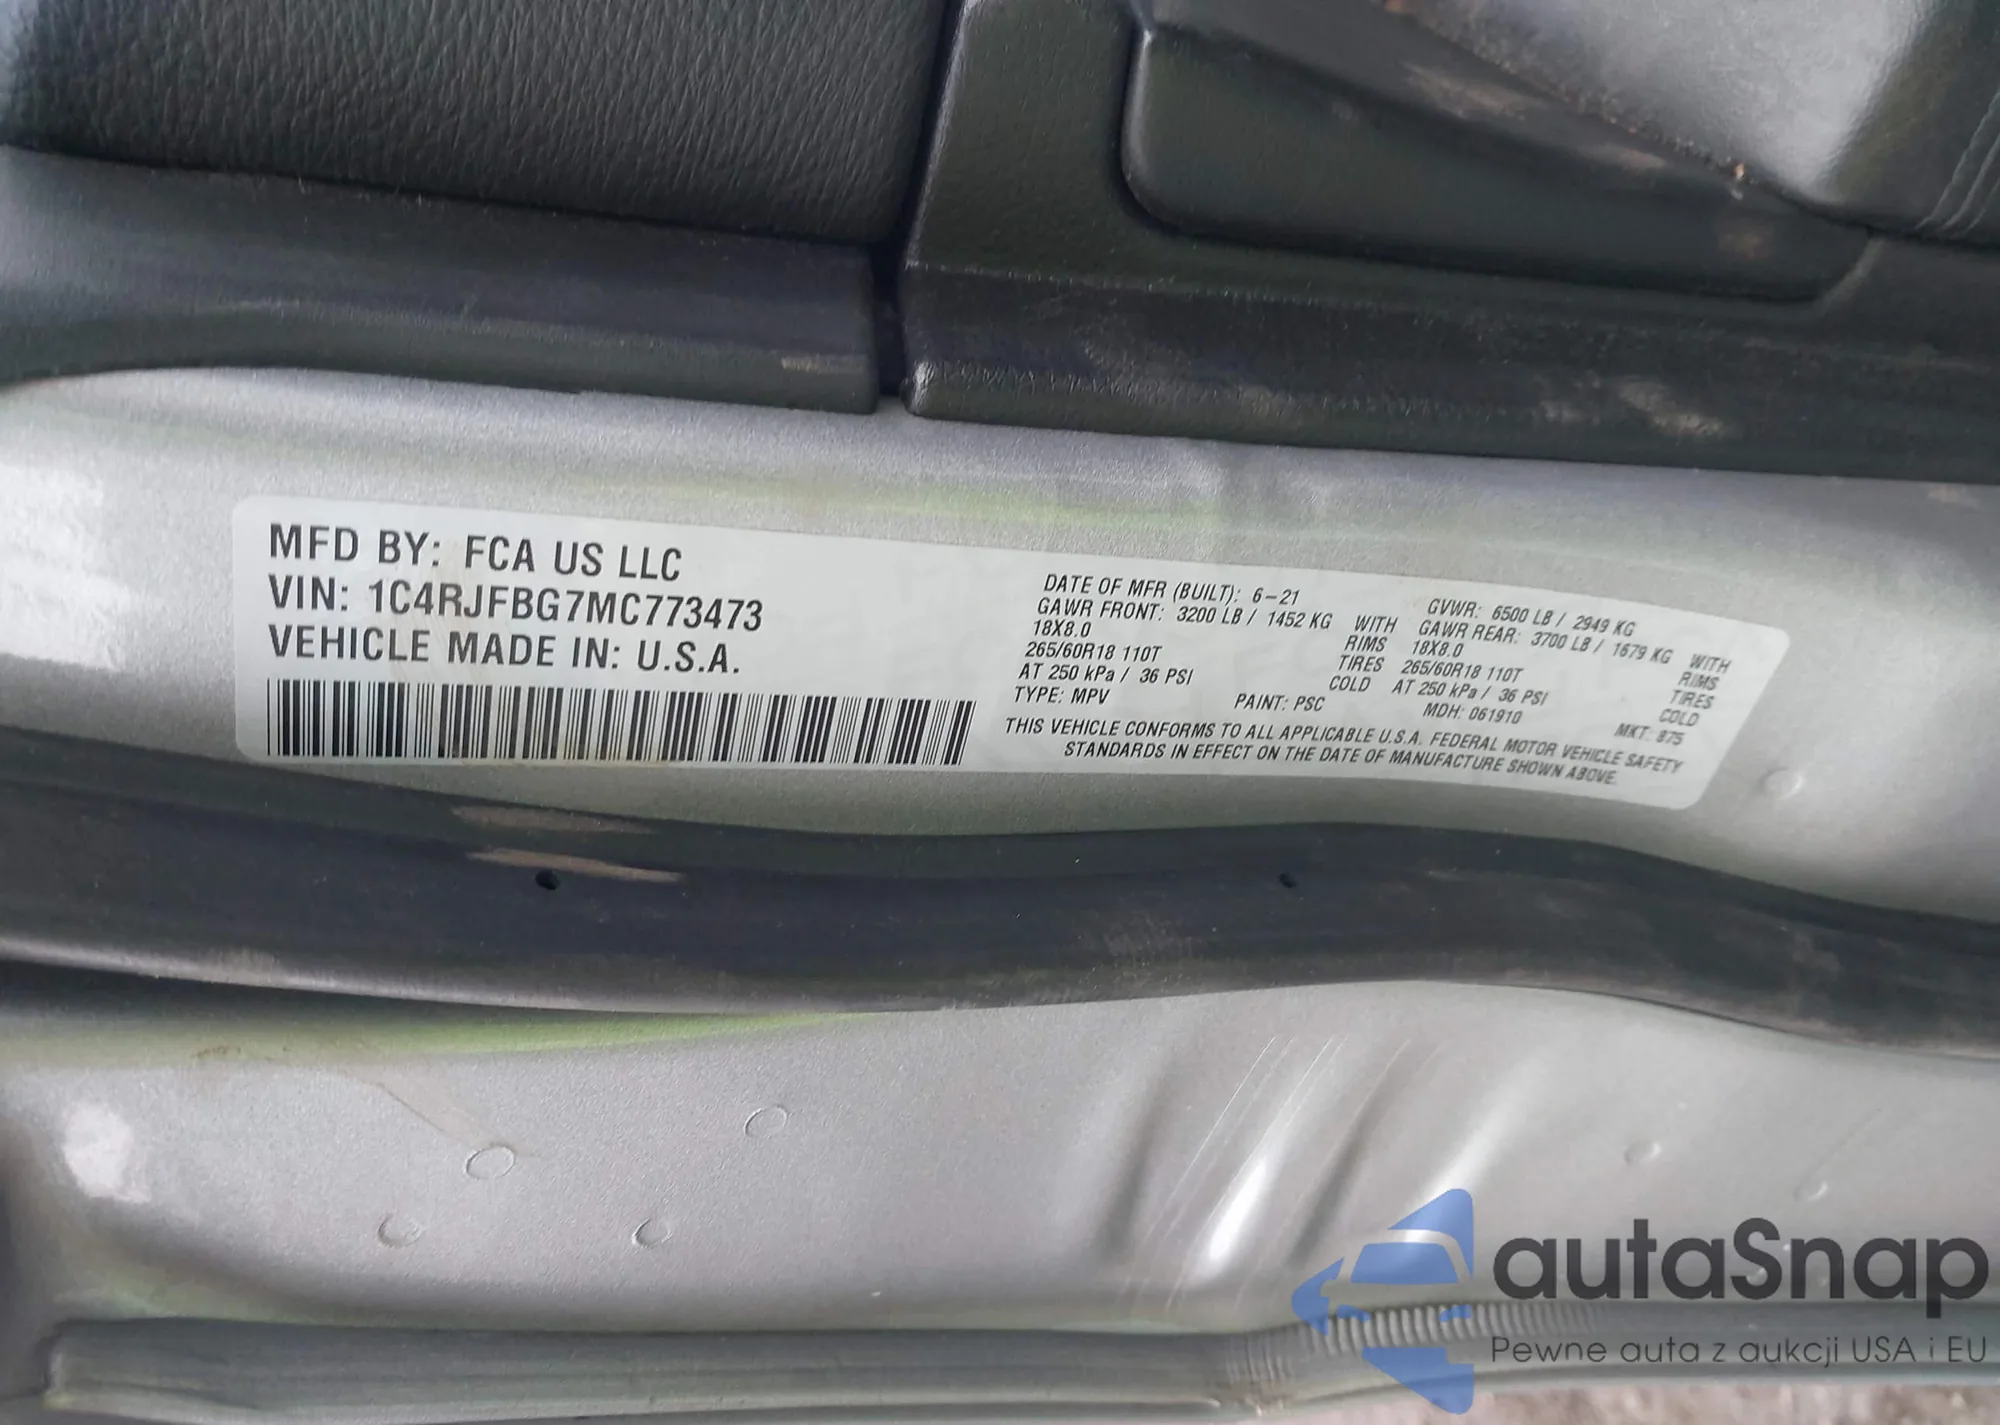 MFD BY: FCA US LLC
VIN: 1C4RJFBG7MC773473
VEHICLE MADE IN: U.S.A.
DATE OF MFR (BUILT): 6-21 GVWR: 6500 LB / 2949 KG
GAWR FRONT: 3200 LB / 1452 KG WITH GAWR REAR: 3700 LB / 1679 KG WITH
18X8.0 RIMS 18X8.0 RIMS
265/60R18 110T TIRES 265/60R18 110T TIRES
AT 250 kPa / 36 PSI COLD AT 250 kPa / 36 PSI COLD
TYPE: MPV PAINT: PSC MDH: 061910 MKT: 875
THIS VEHICLE CONFORMS TO ALL APPLICABLE U.S.A. FEDERAL MOTOR VEHICLE SAFETY
STANDARDS IN EFFECT ON THE DATE OF MANUFACTURE SHOWN ABOVE.
autaSnap
Pewne auta z aukcji USA i EU